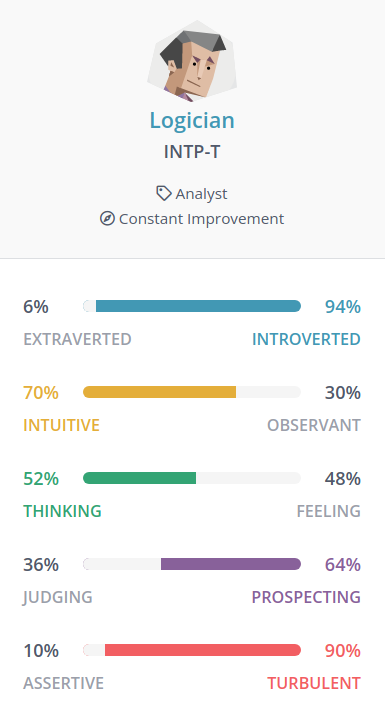 Logician
INTP-T
Analyst
Constant Improvement
6% 94%
EXTRAVERTED INTROVERTED
70% 30%
INTUITIVE OBSERVANT
52% 48%
THINKING FEELING
36% 64%
JUDGING PROSPECTING
10% 90%
ASSERTIVE TURBULENT